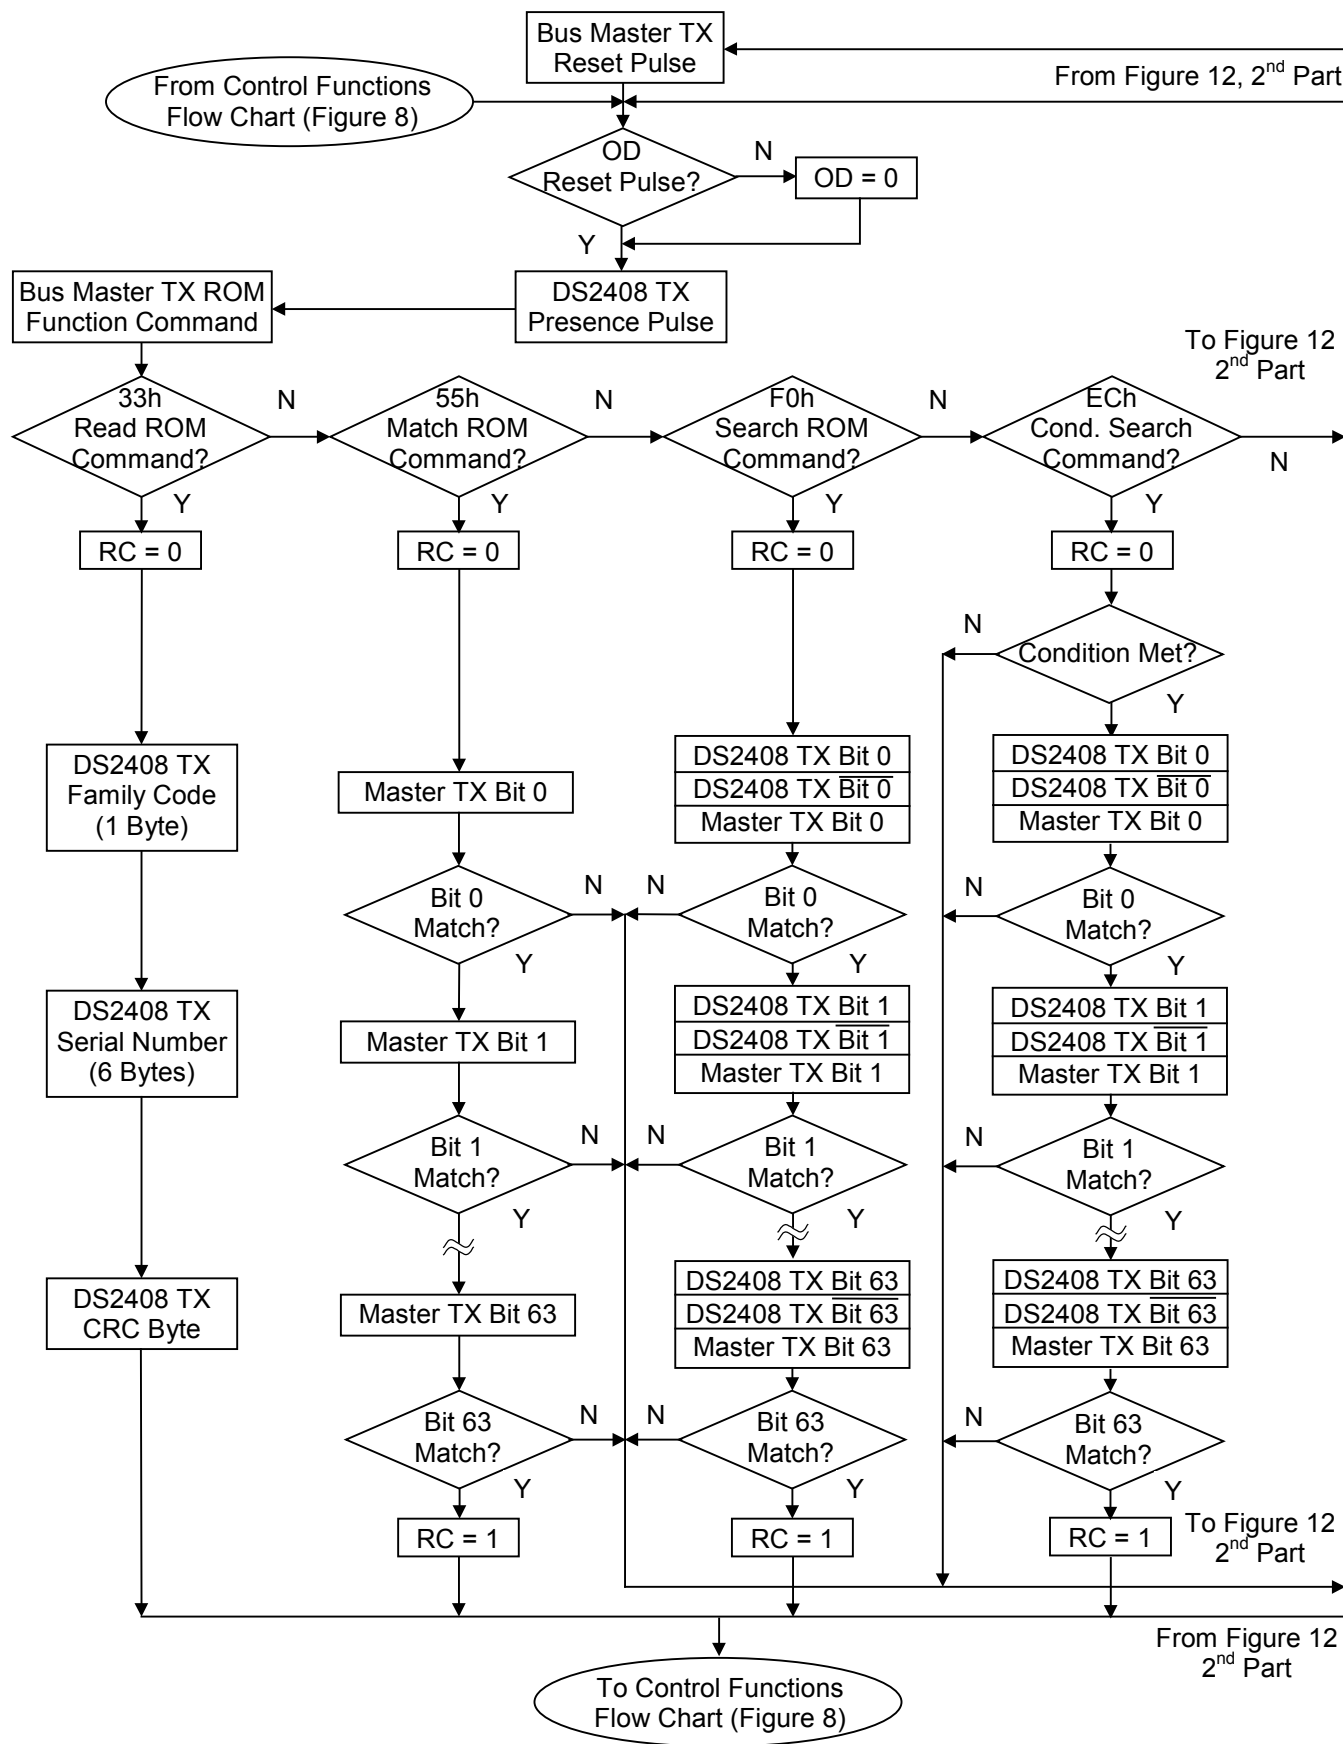 Bus Master TX
Reset Pulse
From Control Functions
Flow Chart (Figure 8)
From Figure 12, 2nd Part
OD
Reset Pulse?
N
OD = 0
Y
Bus Master TX ROM
Function Command
DS2408 TX
Presence Pulse
To Figure 12
2nd Part
33h
Read ROM
Command?
N
55h
Match ROM
Command?
N
F0h
Search ROM
Command?
N
ECh
Cond. Search
Command?
N
Y
Y
Y
Y
RC = 0
RC = 0
RC = 0
RC = 0
N
Condition Met?
Y
DS2408 TX
Family Code
(1 Byte)
Master TX Bit 0
DS2408 TX Bit 0
DS2408 TX B̅i̅t̅ ̅0̅
Master TX Bit 0
DS2408 TX Bit 0
DS2408 TX B̅i̅t̅ ̅0̅
Master TX Bit 0
Bit 0
Match?
N
N
Bit 0
Match?
N
Bit 0
Match?
Y
Y
Y
DS2408 TX
Serial Number
(6 Bytes)
Master TX Bit 1
DS2408 TX Bit 1
DS2408 TX B̅i̅t̅ ̅1̅
Master TX Bit 1
DS2408 TX Bit 1
DS2408 TX B̅i̅t̅ ̅1̅
Master TX Bit 1
Bit 1
Match?
N
N
Bit 1
Match?
N
Bit 1
Match?
Y
Y
Y
DS2408 TX
CRC Byte
Master TX Bit 63
DS2408 TX Bit 63
DS2408 TX B̅i̅t̅ ̅6̅3̅
Master TX Bit 63
DS2408 TX Bit 63
DS2408 TX B̅i̅t̅ ̅6̅3̅
Master TX Bit 63
Bit 63
Match?
N
N
Bit 63
Match?
N
Bit 63
Match?
Y
Y
Y
RC = 1
RC = 1
RC = 1
To Figure 12
2nd Part
From Figure 12
2nd Part
To Control Functions
Flow Chart (Figure 8)